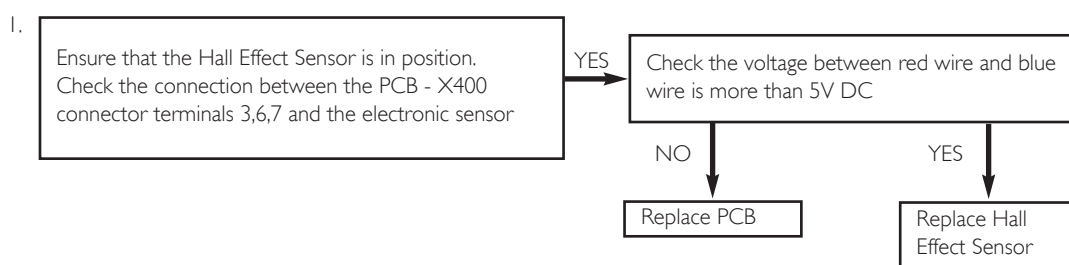 1.
Ensure that the Hall Effect Sensor is in position.
Check the connection between the PCB - X400
connector terminals 3,6,7 and the electronic sensor
YES
Check the voltage between red wire and blue
wire is more than 5V DC
NO
YES
Replace PCB
Replace Hall
Effect Sensor